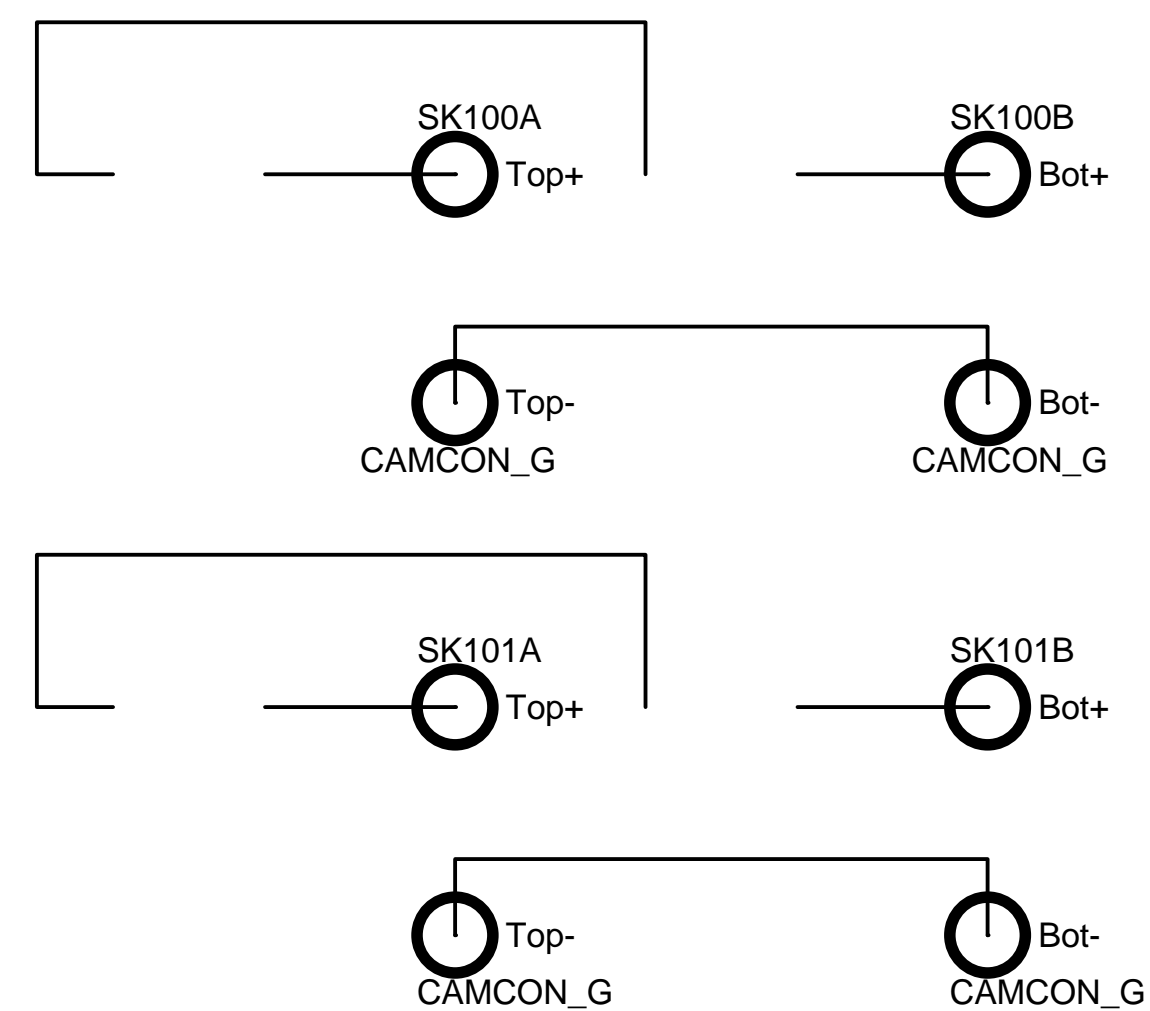 SK100A
SK100B
Top+
Bot+
Top-
Bot-
CAMCON_G
CAMCON_G
SK101A
SK101B
Top+
Bot+
Top-
Bot-
CAMCON_G
CAMCON_G